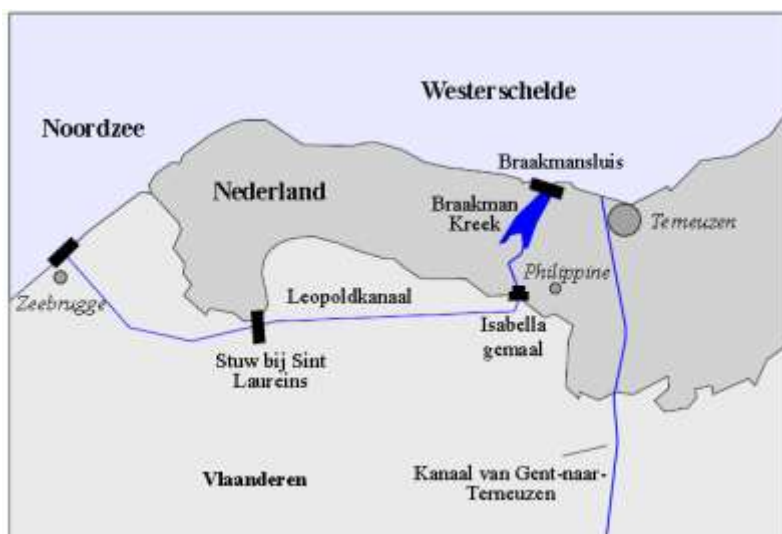 Westerschelde
Noordzee
Braakmansluis
Nederland
Braakman
Kreek
Terneuzen
Philippine
Zeebrugge
Leopoldkanaal
Isabella
gemaal
Stuw bij Sint
Laureins
Vlaanderen
Kanaal van Gent-naar-
Terneuzen